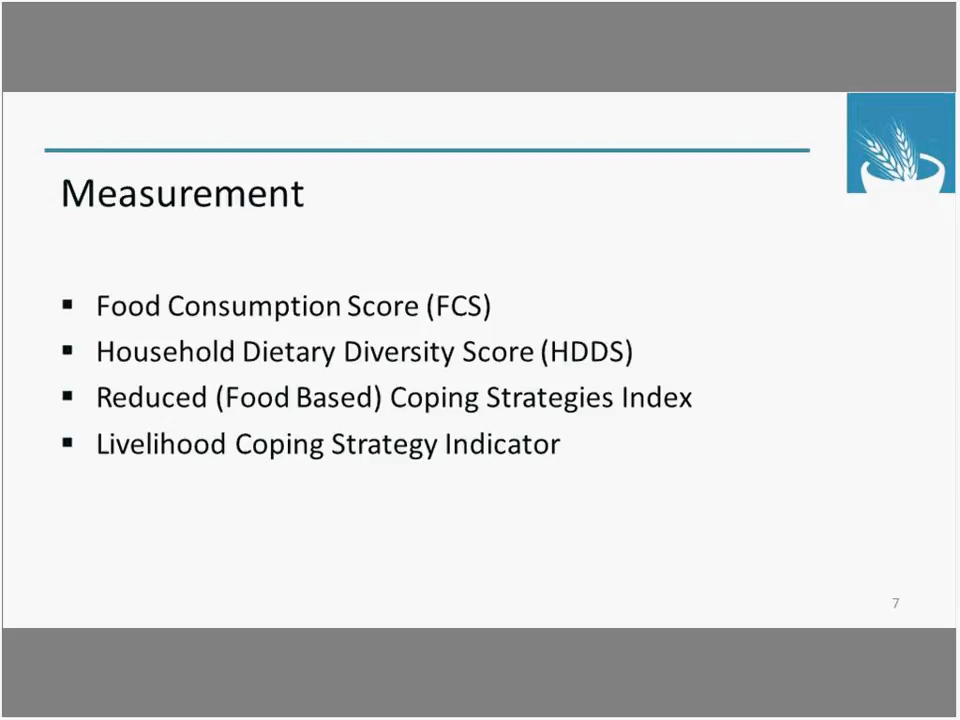 Measurement
▪ Food Consumption Score (FCS)
▪ Household Dietary Diversity Score (HDDS)
▪ Reduced (Food Based) Coping Strategies Index
▪ Livelihood Coping Strategy Indicator
7